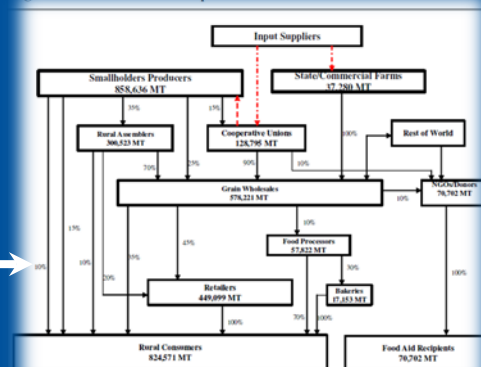 Input Suppliers
Smallholders Producers
858,636 MT
State/Commercial Farms
37,280 MT
35%
15%
Rural Assemblers
300,523 MT
Cooperative Unions
128,795 MT
100%
Rest of World
70%
25%
90%
10%
Grain Wholesales
578,221 MT
NGOs/Donors
70,702 MT
10%
15%
10%
45%
Food Processors
57,822 MT
10%
10%
35%
20%
30%
100%
Retailers
449,099 MT
Bakeries
17,153 MT
100%
70%
100%
Rural Consumers
824,571 MT
Food Aid Recipients
70,702 MT